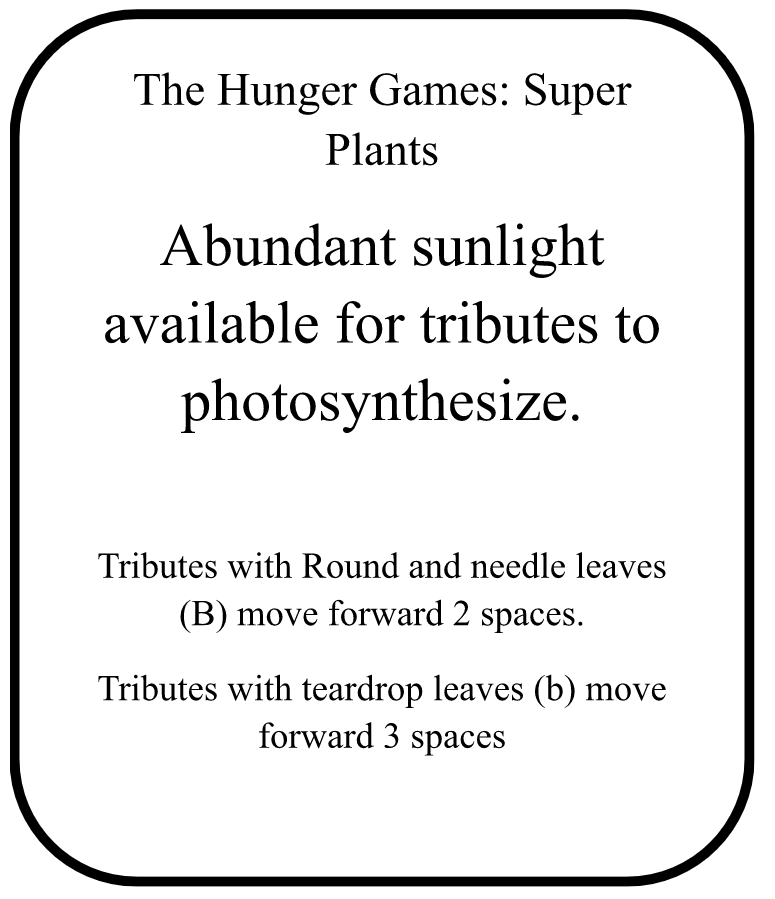 The Hunger Games: Super
Plants
Abundant sunlight
available for tributes to
photosynthesize.
Tributes with Round and needle leaves
(B) move forward 2 spaces.
Tributes with teardrop leaves (b) move
forward 3 spaces